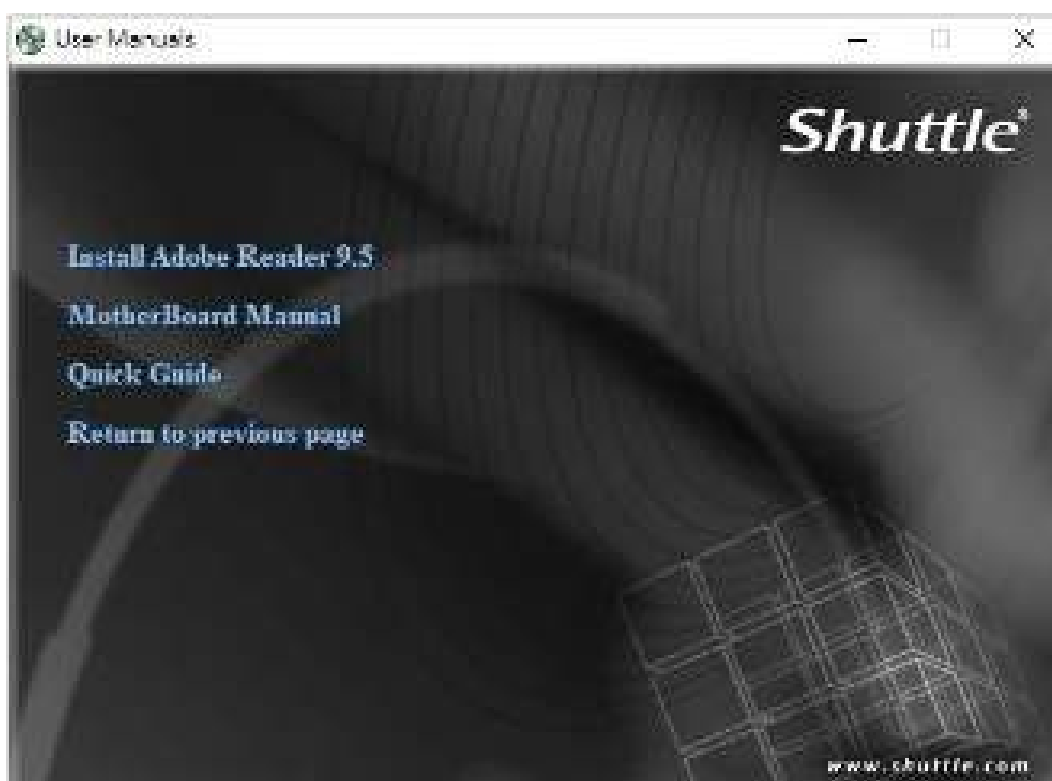 User Manuals
Shuttle®
Install Adobe Reader 9.5
MotherBoard Manual
Quick Guide
Return to previous page
www.shuttle.com